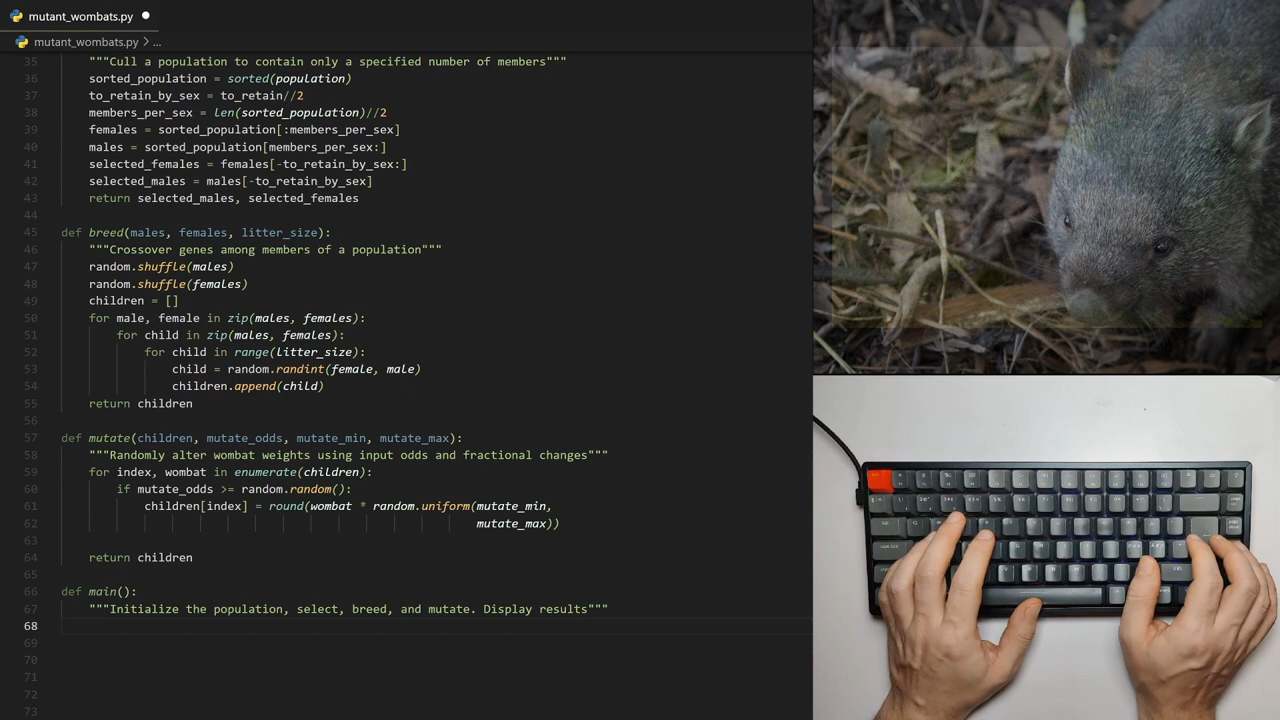 mutant_wombats.py
mutant_wombats.py > ...
35 """Cull a population to contain only a specified number of members"""
36 sorted_population = sorted(population)
37 to_retain_by_sex = to_retain//2
38 members_per_sex = len(sorted_population)//2
39 females = sorted_population[:members_per_sex]
40 males = sorted_population[members_per_sex:]
41 selected_females = females[-to_retain_by_sex:]
42 selected_males = males[-to_retain_by_sex]
43 return selected_males, selected_females
44
45 def breed(males, females, litter_size):
46 """Crossover genes among members of a population"""
47 random.shuffle(males)
48 random.shuffle(females)
49 children = []
50 for male, female in zip(males, females):
51 for child in zip(males, females):
52 for child in range(litter_size):
53 child = random.randint(female, male)
54 children.append(child)
55 return children
56
57 def mutate(children, mutate_odds, mutate_min, mutate_max):
58 """Randomly alter wombat weights using input odds and fractional changes"""
59 for index, wombat in enumerate(children):
60 if mutate_odds >= random.random():
61 children[index] = round(wombat * random.uniform(mutate_min,
62 mutate_max))
63
64 return children
65
66 def main():
67 """Initialize the population, select, breed, and mutate. Display results"""
68
69
70
71
72
73